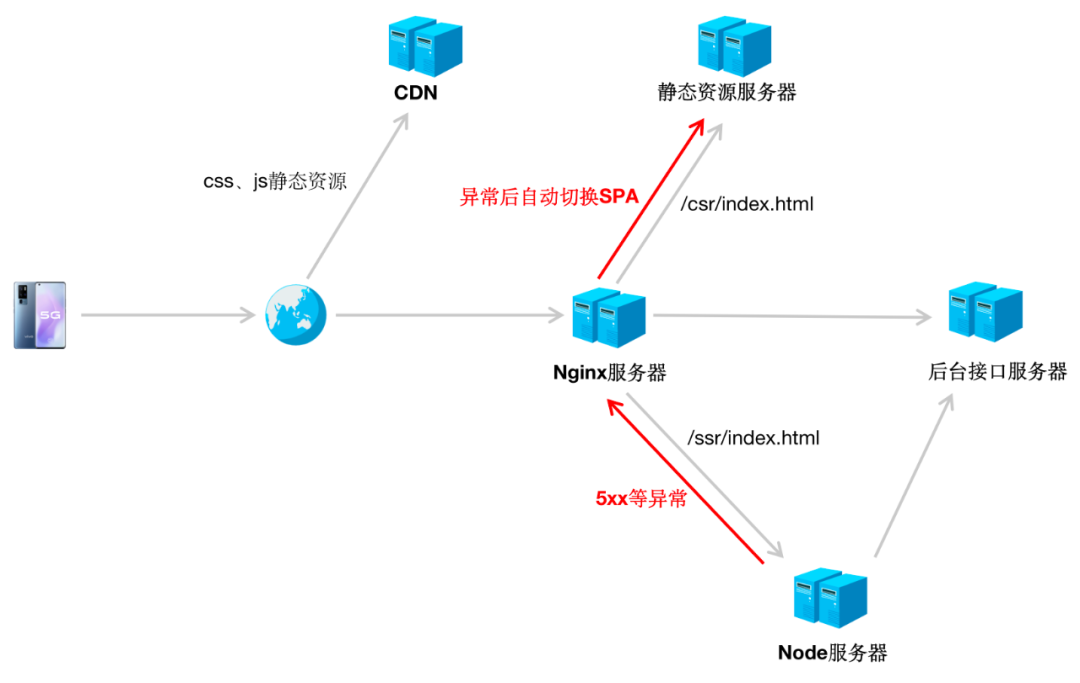 CDN
静态资源服务器
css、js静态资源
异常后自动切换SPA
/csr/index.html
5G
Nginx服务器
后台接口服务器
/ssr/index.html
5xx等异常
Node服务器